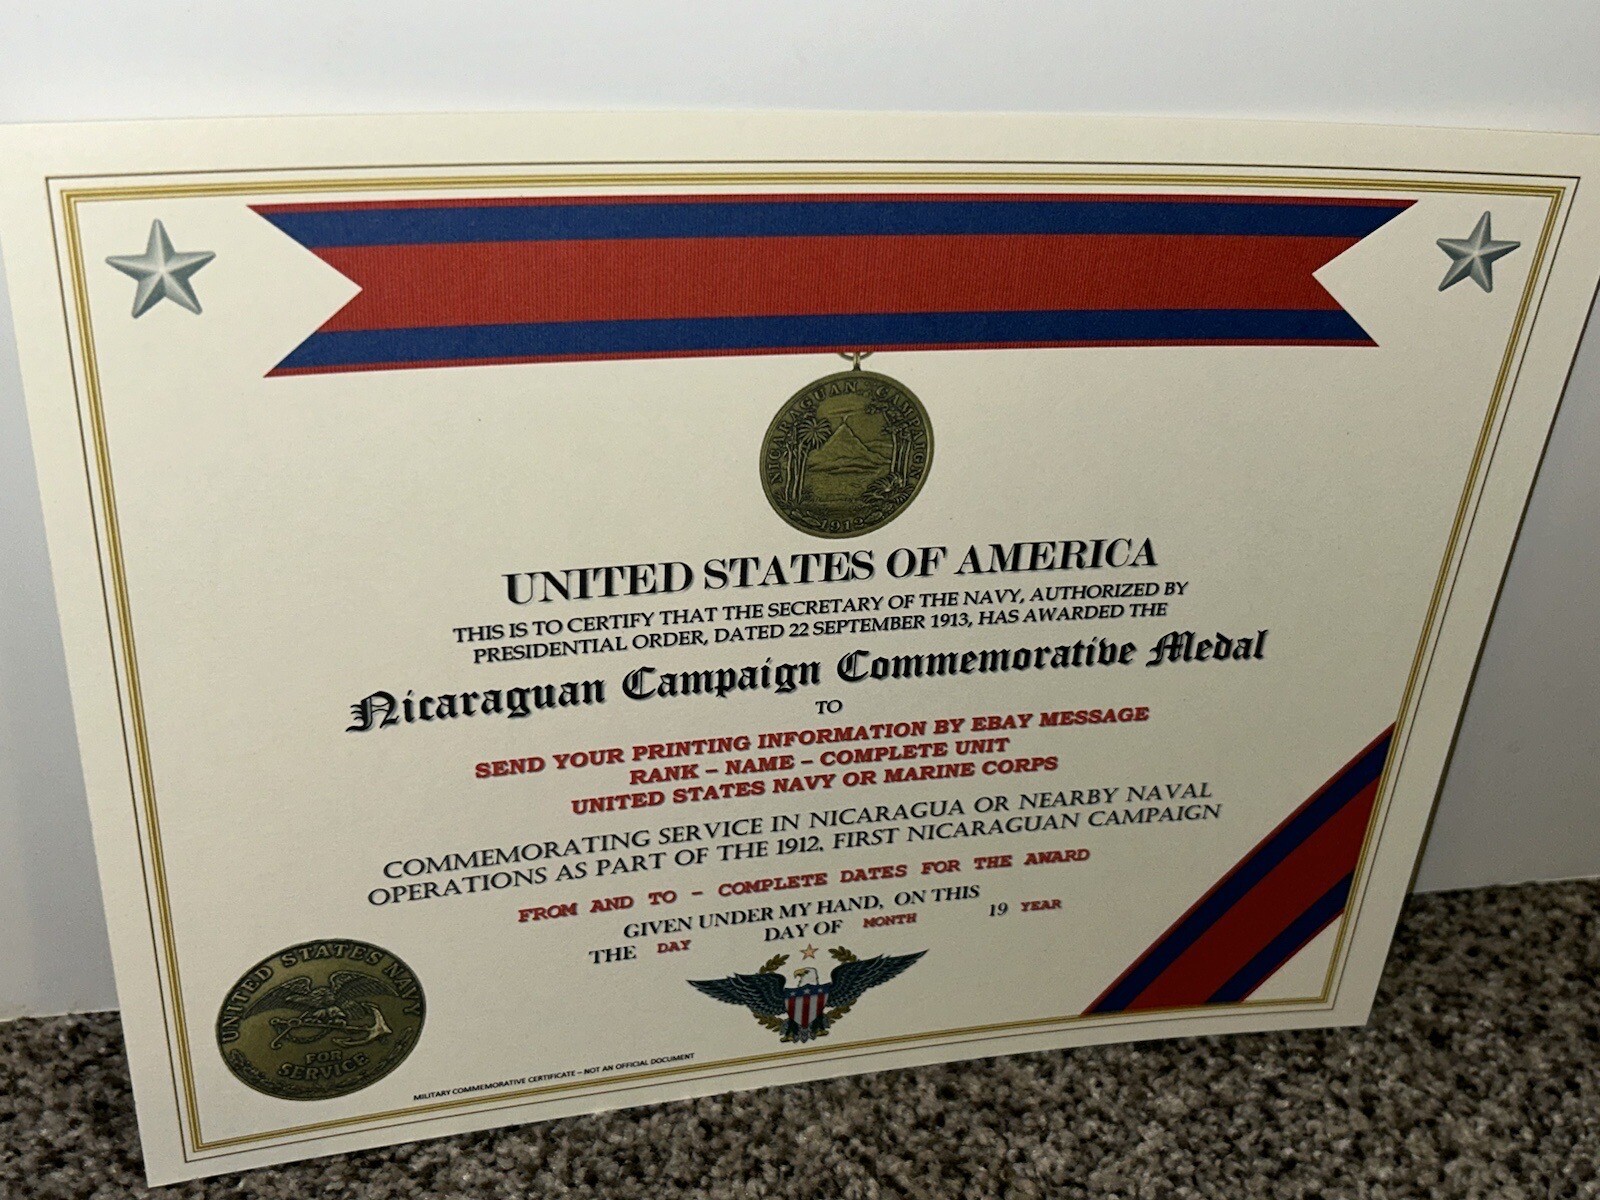 NICARAGUAN CAMPAIGN
1912
UNITED STATES OF AMERICA
THIS IS TO CERTIFY THAT THE SECRETARY OF THE NAVY, AUTHORIZED BY
PRESIDENTIAL ORDER, DATED 22 SEPTEMBER 1913, HAS AWARDED THE
Nicaraguan Campaign Commemorative Medal
TO
SEND YOUR PRINTING INFORMATION BY EBAY MESSAGE
RANK – NAME – COMPLETE UNIT
UNITED STATES NAVY OR MARINE CORPS
COMMEMORATING SERVICE IN NICARAGUA OR NEARBY NAVAL
OPERATIONS AS PART OF THE 1912, FIRST NICARAGUAN CAMPAIGN
FROM AND TO – COMPLETE DATES FOR THE AWARD
GIVEN UNDER MY HAND, ON THIS
THE DAY DAY OF MONTH 19 YEAR
UNITED STATES NAVY
FOR
SERVICE
MILITARY COMMEMORATIVE CERTIFICATE – NOT AN OFFICIAL DOCUMENT